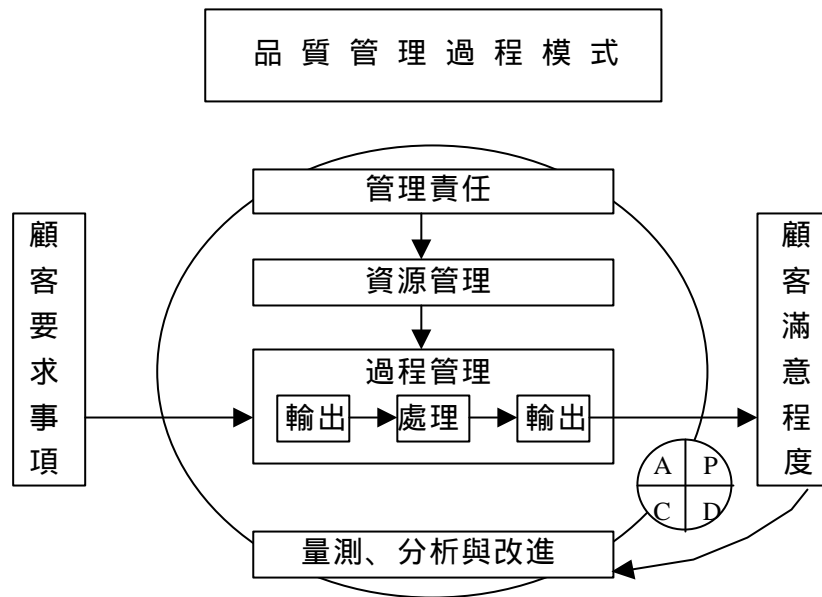 品質管理過程模式
管理責任
顧客要求事項
資源管理
顧客滿意程度
過程管理
輸出
處理
輸出
A
P
C
D
量測、分析與改進